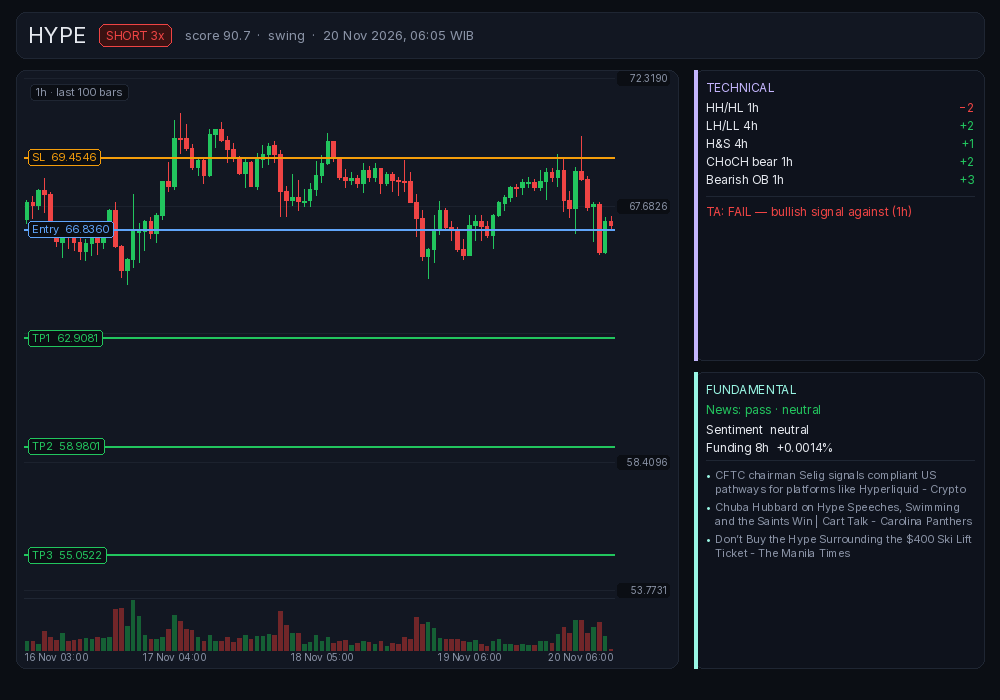 HYPE
SHORT 3x
score 90.7 · swing · 20 Nov 2026, 06:05 WIB
1h · last 100 bars
72.3190
SL 69.4546
67.6826
Entry 66.8360
TP1 62.9081
TP2 58.9801
58.4096
TP3 55.0522
53.7731
16 Nov 03:00
17 Nov 04:00
18 Nov 05:00
19 Nov 06:00
20 Nov 06:00
TECHNICAL
HH/HL 1h −2
LH/LL 4h +2
H&S 4h +1
CHoCH bear 1h +2
Bearish OB 1h +3
TA: FAIL — bullish signal against (1h)
FUNDAMENTAL
News: pass · neutral
Sentiment neutral
Funding 8h +0.0014%
• CFTC chairman Selig signals compliant US
pathways for platforms like Hyperliquid - Crypto
• Chuba Hubbard on Hype Speeches, Swimming
and the Saints Win | Cart Talk - Carolina Panthers
• Don't Buy the Hype Surrounding the $400 Ski Lift
Ticket - The Manila Times